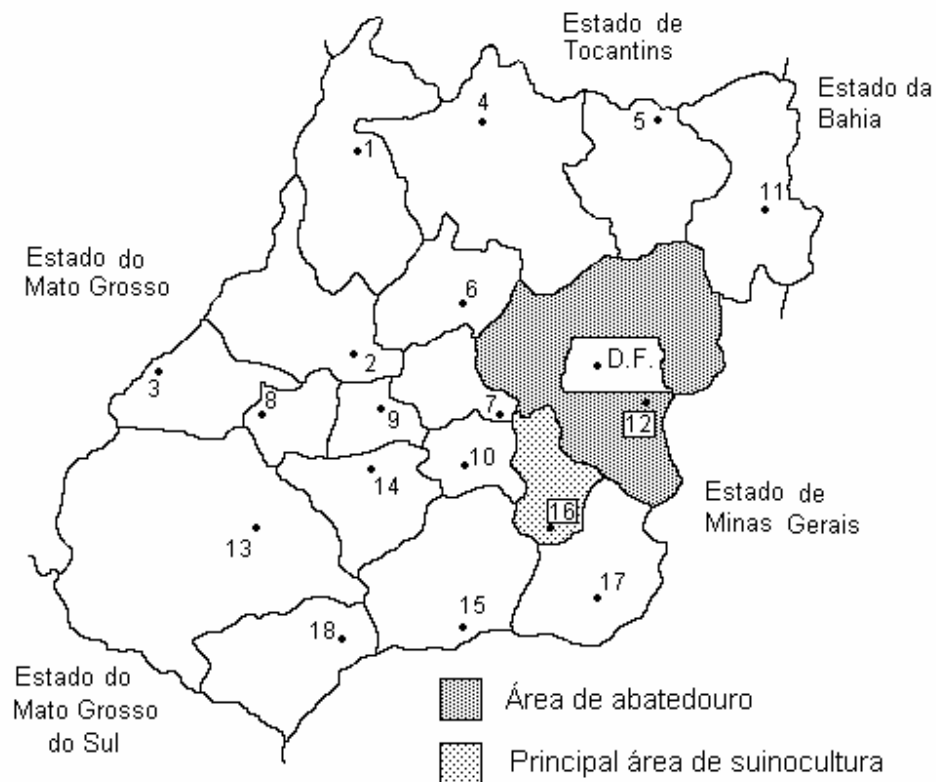 Estado de
Tocantins
Estado da
Bahia
4
5
1
11
Estado do
Mato Grosso
6
D.F.
2
3
8
9
7
12
10
14
16
Estado de
Minas Gerais
13
17
15
18
Estado do
Mato Grosso
do Sul
Área de abatedouro
Principal área de suinocultura